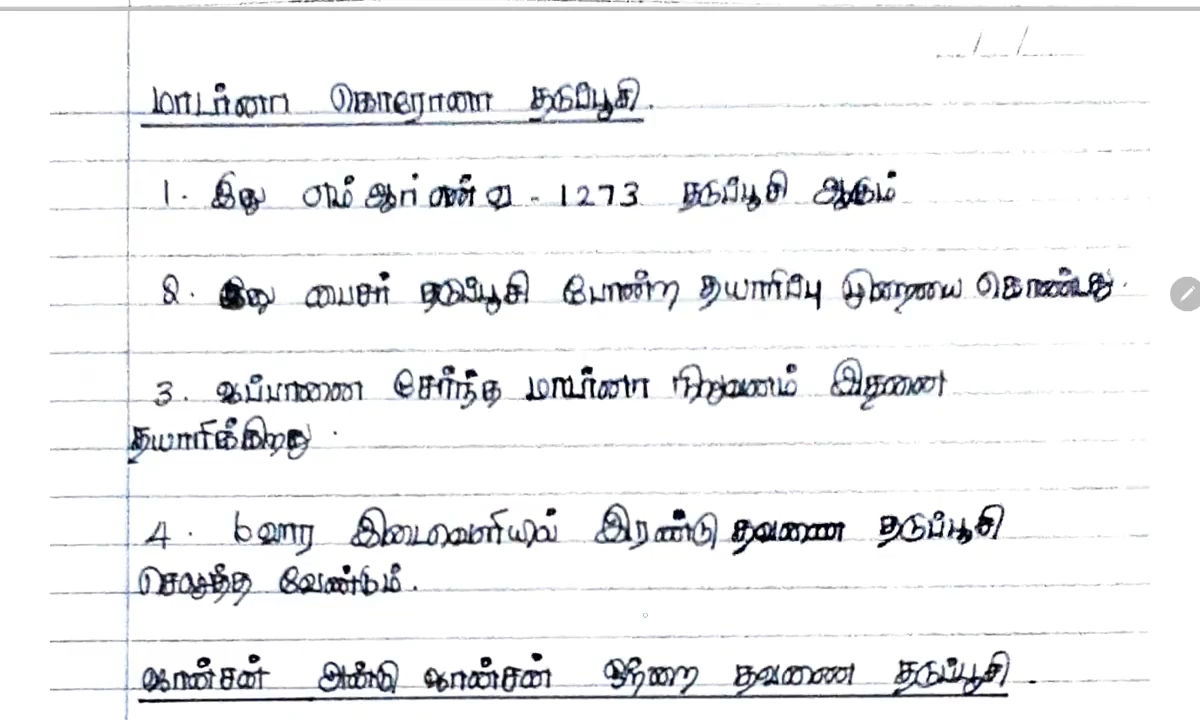 மாடர்னா கொரோனா தடுப்பூசி.
1. இது எம் ஆர் என் ஏ - 1273 தடுப்பூசி ஆகும்
2. இது பைசர் தடுப்பூசி போன்ற தயாரிப்பு முறையை கொண்டது.
3. ஜப்பானை சேர்ந்த மாடர்னா நிறுவனம் இதனை
தயாரிக்கிறது.
4. 6வார இடைவெளியில் இரண்டு தவணை தடுப்பூசி
செலுத்த வேண்டும்.
ஜான்சன் அண்டு ஜான்சன் ஒற்றை தவணை தடுப்பூசி.